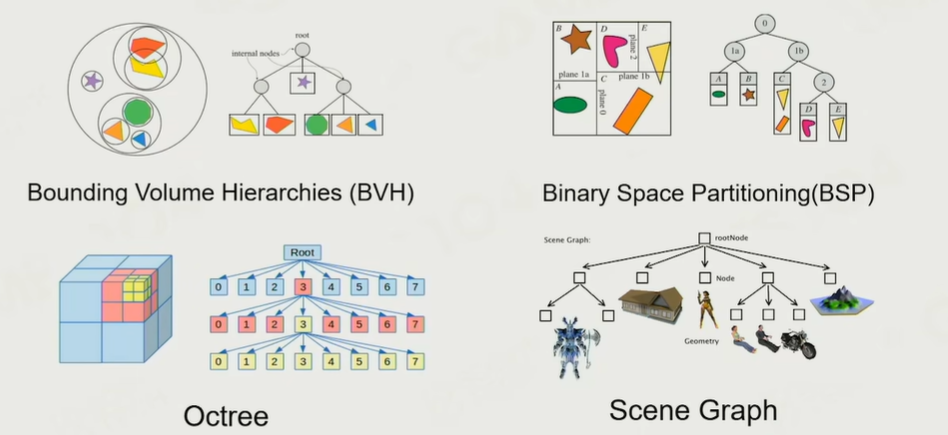 root
internal nodes
Bounding Volume Hierarchies (BVH)
B D E
plane 2
plane 1a C plane 1b
A
plane 0
0
1a 1b
A B C 2
D E
Binary Space Partitioning(BSP)
Root
0 1 2 3 4 5 6 7
0 1 2 3 4 5 6 7
0 1 2 3 4 5 6 7
Octree
Scene Graph:
rootNode
Node
Geometry
Scene Graph